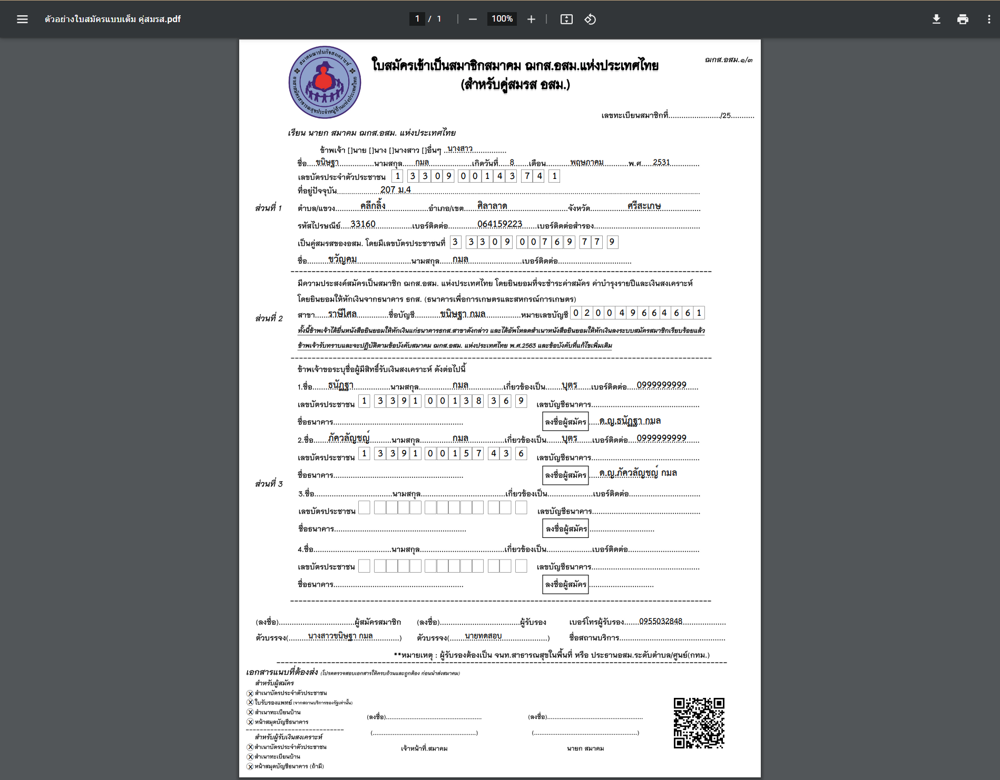 ตัวอย่างใบสมัครแบบเต็ม คู่สมรส.pdf
1 / 1
100%
สมาคมฌาปนกิจสงเคราะห์
อาสาสมัครสาธารณสุขประจำหมู่บ้านแห่งประเทศไทย
ใบสมัครเข้าเป็นสมาชิกสมาคม ฌกส.อสม.แห่งประเทศไทย
ฌกส.อสม.๑/๓
(สำหรับคู่สมรส อสม.)
เลขทะเบียนสมาชิกที่......................../25...........
เรียน นายก สมาคม ฌกส.อสม. แห่งประเทศไทย
ข้าพเจ้า []นาย []นาง []นางสาว []อื่นๆ ..นางสาว................
ชื่อ....ขนิษฐา................นามสกุล...........กมล....................เกิดวันที่.....8.......เดือน...........พฤษภาคม...........พ.ศ.....2531.............
เลขบัตรประจำตัวประชาชน 1 3309 00143 74 1
ที่อยู่ปัจจุบัน....................207 ม.4....................
ส่วนที่ 1
ตำบล/แขวง............คลีกลิ้ง....................อำเภอ/เขต......ศิลาลาด............................จังหวัด.................ศรีสะเกษ..................
รหัสไปรษณีย์.....33160.................เบอร์ติดต่อ..............064159223.......เบอร์ติดต่อสำรอง.................................................
เป็นคู่สมรสของอสม. โดยมีเลขบัตรประชาชนที่ 3 3309 00769 77 9
ชื่อ..........ขวัญคม.........................นามสกุล......กมล.........................เบอร์ติดต่อ..................................
มีความประสงค์สมัครเป็นสมาชิก ฌกส.อสม. แห่งประเทศไทย โดยยินยอมที่จะชำระค่าสมัคร ค่าบำรุงรายปีและเงินสงเคราะห์
โดยยินยอมให้หักเงินจากธนาคาร ธกส. (ธนาคารเพื่อการเกษตรและสหกรณ์การเกษตร)
ส่วนที่ 2
สาขา......ราษีไศล...............ชื่อบัญชี............ขนิษฐา กมล................หมายเลขบัญชี 020049664661
ทั้งนี้ข้าพเจ้าได้ยื่นหนังสือยินยอมให้หักเงินแก่ธนาคารธกส.สาขาดังกล่าว และได้อัพโหลดสำเนาหนังสือยินยอมให้หักเงินลงระบบสมัครสมาชิกเรียบร้อยแล้ว
ข้าพเจ้ารับทราบและจะปฏิบัติตามข้อบังคับสมาคม ฌกส.อสม. แห่งประเทศไทย พ.ศ.2563 และข้อบังคับที่แก้ไขเพิ่มเติม
ข้าพเจ้าขอระบุชื่อผู้มีสิทธิ์รับเงินสงเคราะห์ ดังต่อไปนี้
1.ชื่อ.......ธนัฏฐา.................นามสกุล...............กมล................เกี่ยวข้องเป็น.......บุตร......เบอร์ติดต่อ....0999999999.....
เลขบัตรประชาชน 1 3391 00138 36 9 เลขบัญชีธนาคาร..................................................
ชื่อธนาคาร............................................................ ลงชื่อผู้สมัคร .....ด.ญ.ธนัฏฐา กมล
2.ชื่อ.......ภัควลัญชญ์..........นามสกุล...............กมล................เกี่ยวข้องเป็น.......บุตร......เบอร์ติดต่อ....0999999999.....
เลขบัตรประชาชน 1 3391 00157 43 6 เลขบัญชีธนาคาร..................................................
ชื่อธนาคาร............................................................ ลงชื่อผู้สมัคร .....ด.ญ.ภัควลัญชญ์ กมล
ส่วนที่ 3
3.ชื่อ....................................นามสกุล.......................................เกี่ยวข้องเป็น.....................เบอร์ติดต่อ.................................
เลขบัตรประชาชน เลขบัญชีธนาคาร..................................................
ชื่อธนาคาร............................................................. ลงชื่อผู้สมัคร ..............................
4.ชื่อ....................................นามสกุล.......................................เกี่ยวข้องเป็น.....................เบอร์ติดต่อ.................................
เลขบัตรประชาชน เลขบัญชีธนาคาร..................................................
ชื่อธนาคาร............................................................ ลงชื่อผู้สมัคร ..............................
(ลงชื่อ)...................................ผู้สมัครสมาชิก (ลงชื่อ).....................................ผู้รับรอง เบอร์โทรผู้รับรอง.......0955032848....................
ตัวบรรจง(.........นางสาวขนิษฐา กมล............) ตัวบรรจง(.......นายทดสอบ.....................) ชื่อสถานบริการ.................................................
**หมายเหตุ : ผู้รับรองต้องเป็น จนท.สาธารณสุขในพื้นที่ หรือ ประธานอสม.ระดับตำบล/ศูนย์(กทม.)
เอกสารแนบที่ต้องส่ง (โปรดตรวจสอบเอกสารให้ครบถ้วนและถูกต้อง ก่อนนำส่งสมาคม)
สำหรับผู้สมัคร
X สำเนาบัตรประจำตัวประชาชน
X ใบรับรองแพทย์ (จากสถานบริการของรัฐเท่านั้น)
X สำเนาทะเบียนบ้าน
X หน้าสมุดบัญชีธนาคาร
สำหรับผู้รับเงินสงเคราะห์
X สำเนาบัตรประจำตัวประชาชน
X สำเนาทะเบียนบ้าน
X หน้าสมุดบัญชีธนาคาร (ถ้ามี)
(ลงชื่อ)..................................................... (ลงชื่อ).....................................................
(.........................................................) (.........................................................)
เจ้าหน้าที่.สมาคม นายก สมาคม